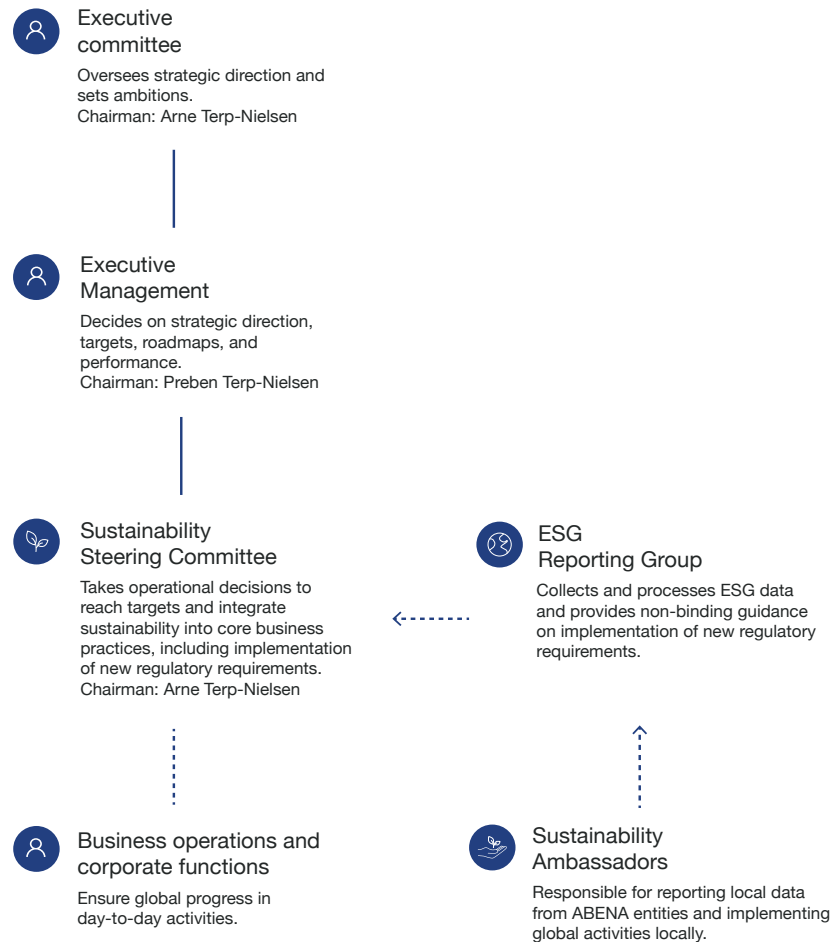 Executive
committee
Oversees strategic direction and
sets ambitions.
Chairman: Arne Terp-Nielsen
Executive
Management
Decides on strategic direction,
targets, roadmaps, and
performance.
Chairman: Preben Terp-Nielsen
Sustainability
Steering Committee
Takes operational decisions to
reach targets and integrate
sustainability into core business
practices, including implementation
of new regulatory requirements.
Chairman: Arne Terp-Nielsen
ESG
Reporting Group
Collects and processes ESG data
and provides non-binding guidance
on implementation of new regulatory
requirements.
Business operations and
corporate functions
Ensure global progress in
day-to-day activities.
Sustainability
Ambassadors
Responsible for reporting local data
from ABENA entities and implementing
global activities locally.